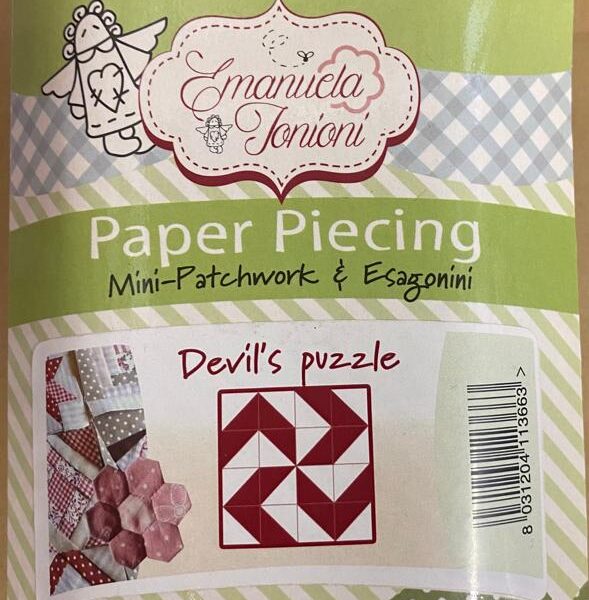 Emanuela
Tonioni
Paper Piecing
Mini-Patchwork & Esagonini
Devil's puzzle
8 031204 113663 >